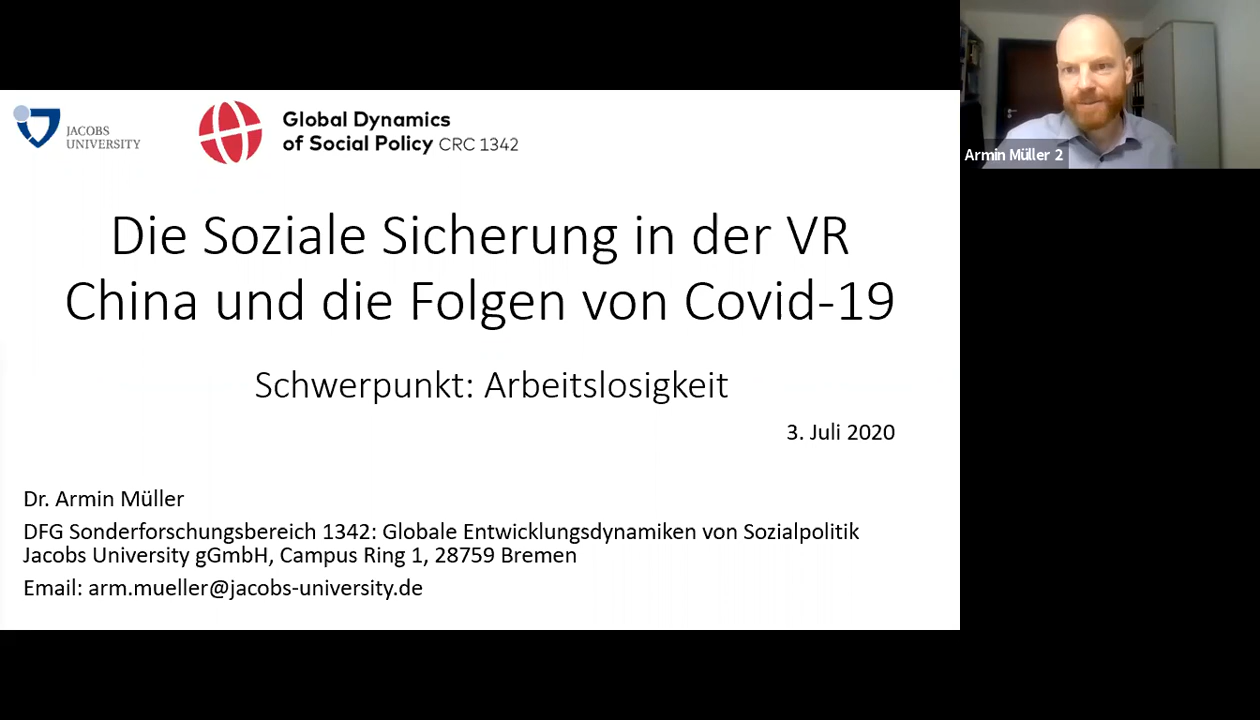 JACOBS
UNIVERSITY
Global Dynamics
of Social Policy CRC 1342
Die Soziale Sicherung in der VR
China und die Folgen von Covid-19
Schwerpunkt: Arbeitslosigkeit
3. Juli 2020
Dr. Armin Müller
DFG Sonderforschungsbereich 1342: Globale Entwicklungsdynamiken von Sozialpolitik
Jacobs University gGmbH, Campus Ring 1, 28759 Bremen
Email: arm.mueller@jacobs-university.de
Armin Müller 2